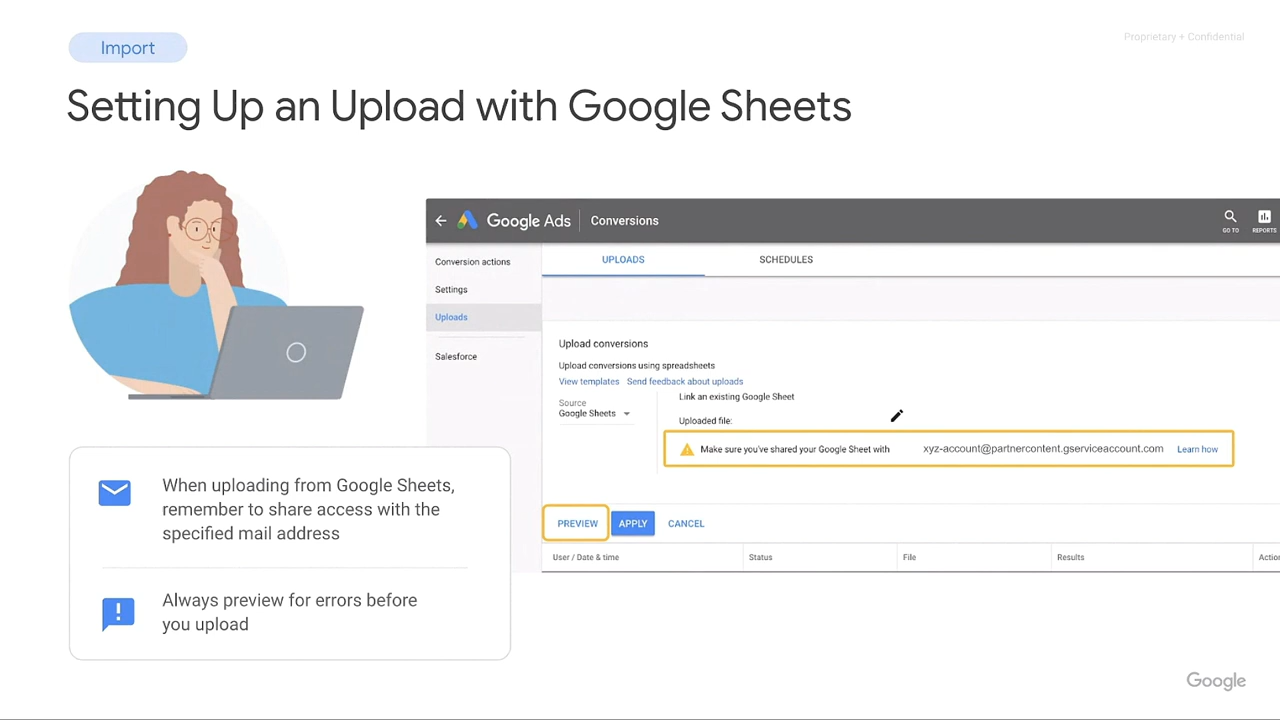 Import
Proprietary + Confidential
Setting Up an Upload with Google Sheets
Google Ads
Conversions
GO TO
REPORTS
Conversion actions
Settings
Uploads
Salesforce
UPLOADS
SCHEDULES
Upload conversions
Upload conversions using spreadsheets
View templates Send feedback about uploads
Source
Google Sheets
Link an existing Google Sheet
Uploaded file:
Make sure you've shared your Google Sheet with xyz-account@partnercontent.gserviceaccount.com Learn how
PREVIEW APPLY CANCEL
User / Date & time Status File Results Action
When uploading from Google Sheets,
remember to share access with the
specified mail address
Always preview for errors before
you upload
Google